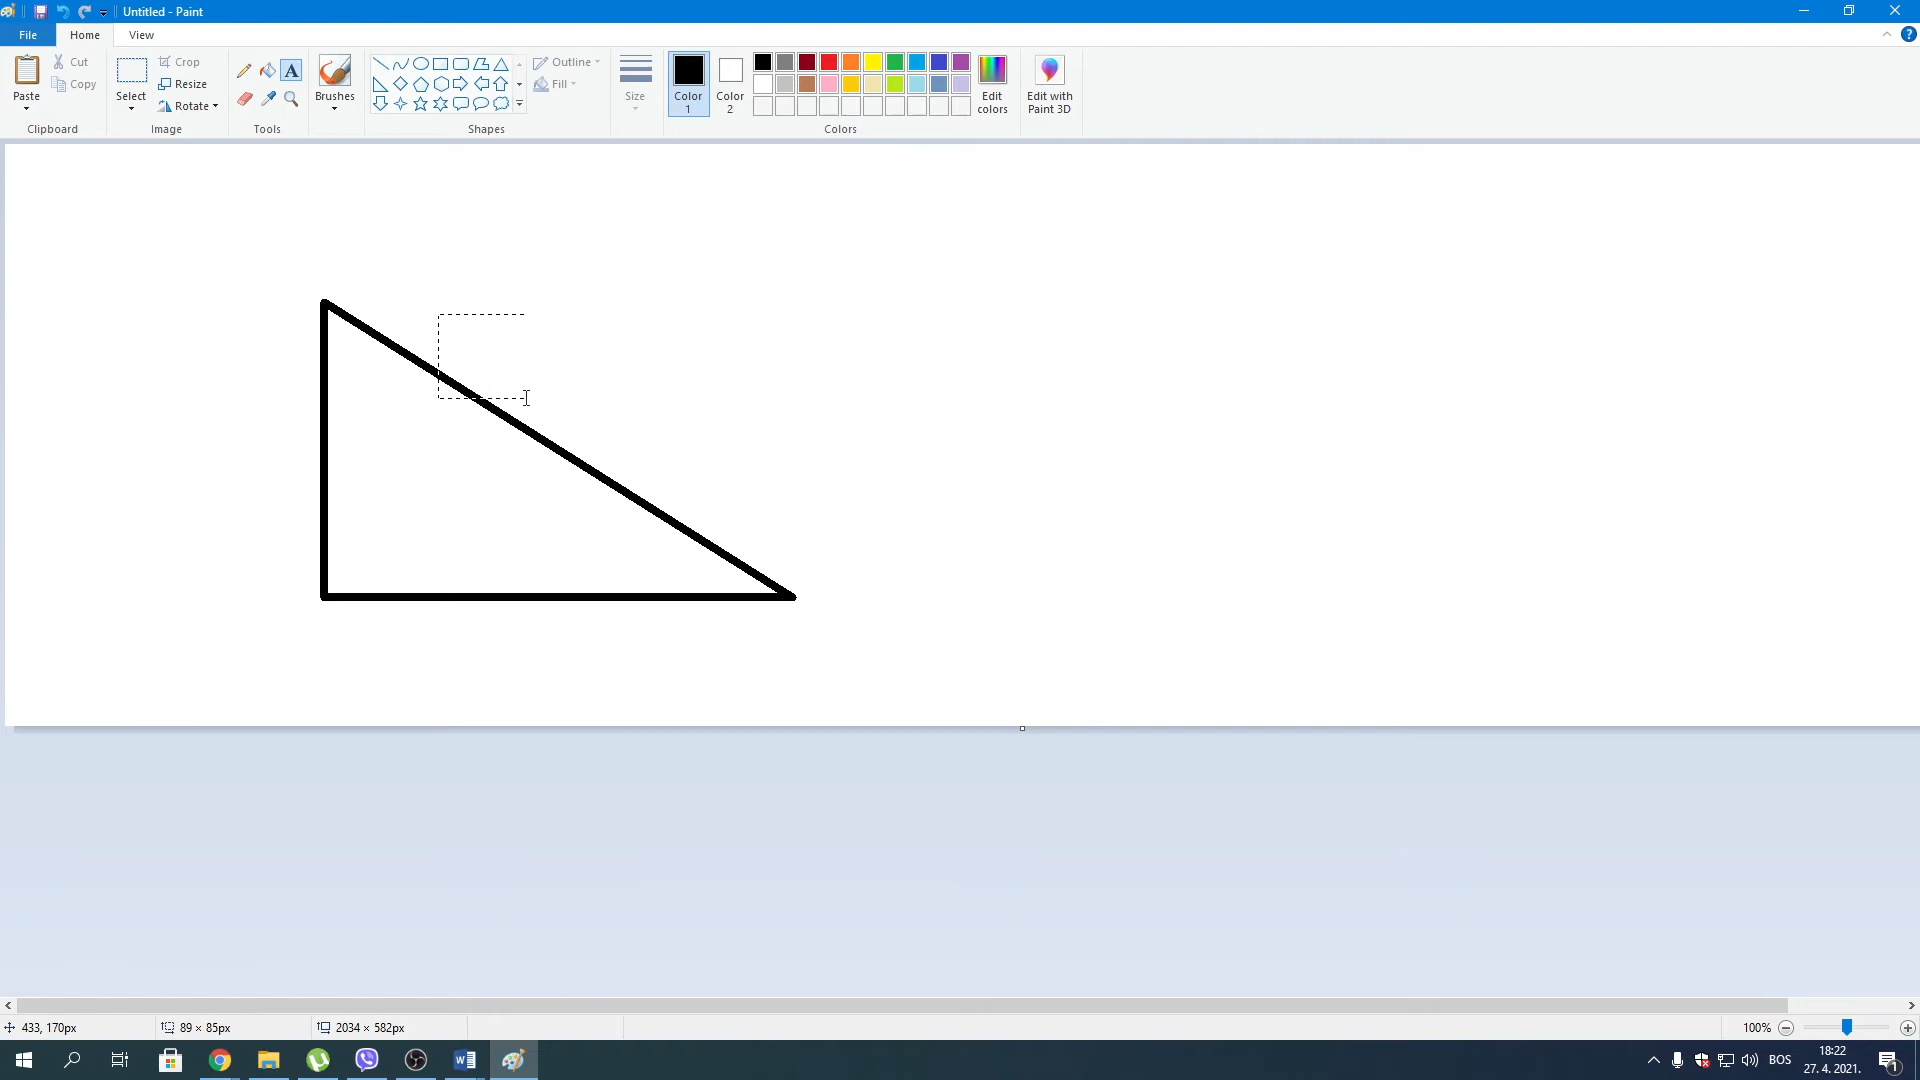 Untitled - Paint
File Home View
Paste Cut Copy Clipboard
Select Crop Resize Rotate Image
A Tools
Brushes
Shapes
Outline Fill
Size
Color 1 Color 2 Edit colors Colors
Edit with Paint 3D
433, 170px 89 × 85px 2034 × 582px 100%
BOS 18:22 27. 4. 2021. 1